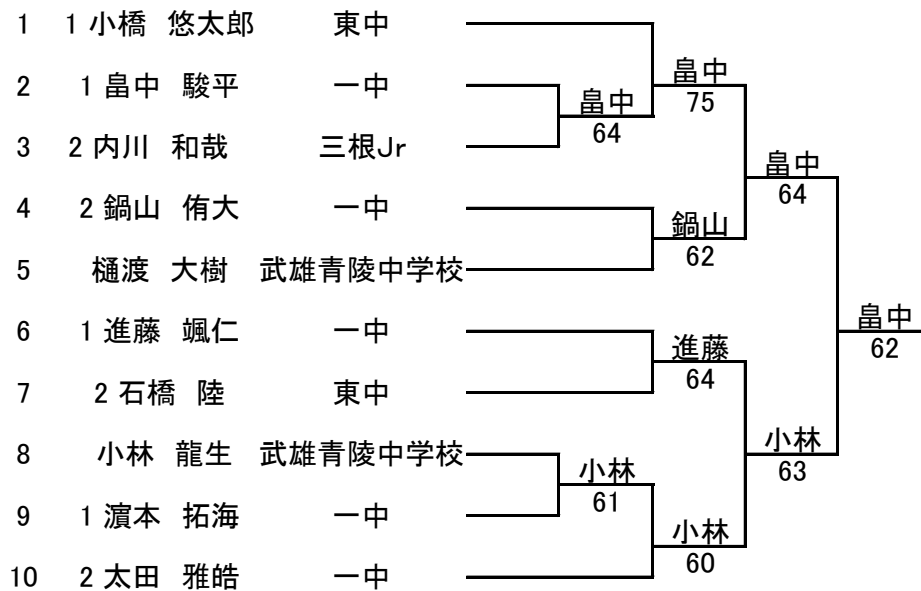 1 1 小橋 悠太郎 東中
畠中
2 1 畠中 駿平 一中
畠中
75
64
3 2 内川 和哉 三根Jr
畠中
64
4 2 鍋山 侑大 一中
鍋山
62
5 樋渡 大樹 武雄青陵中学校
畠中
62
6 1 進藤 颯仁 一中
進藤
64
7 2 石橋 陸 東中
小林
63
8 小林 龍生 武雄青陵中学校
小林
61
9 1 濵本 拓海 一中
小林
60
10 2 太田 雅皓 一中